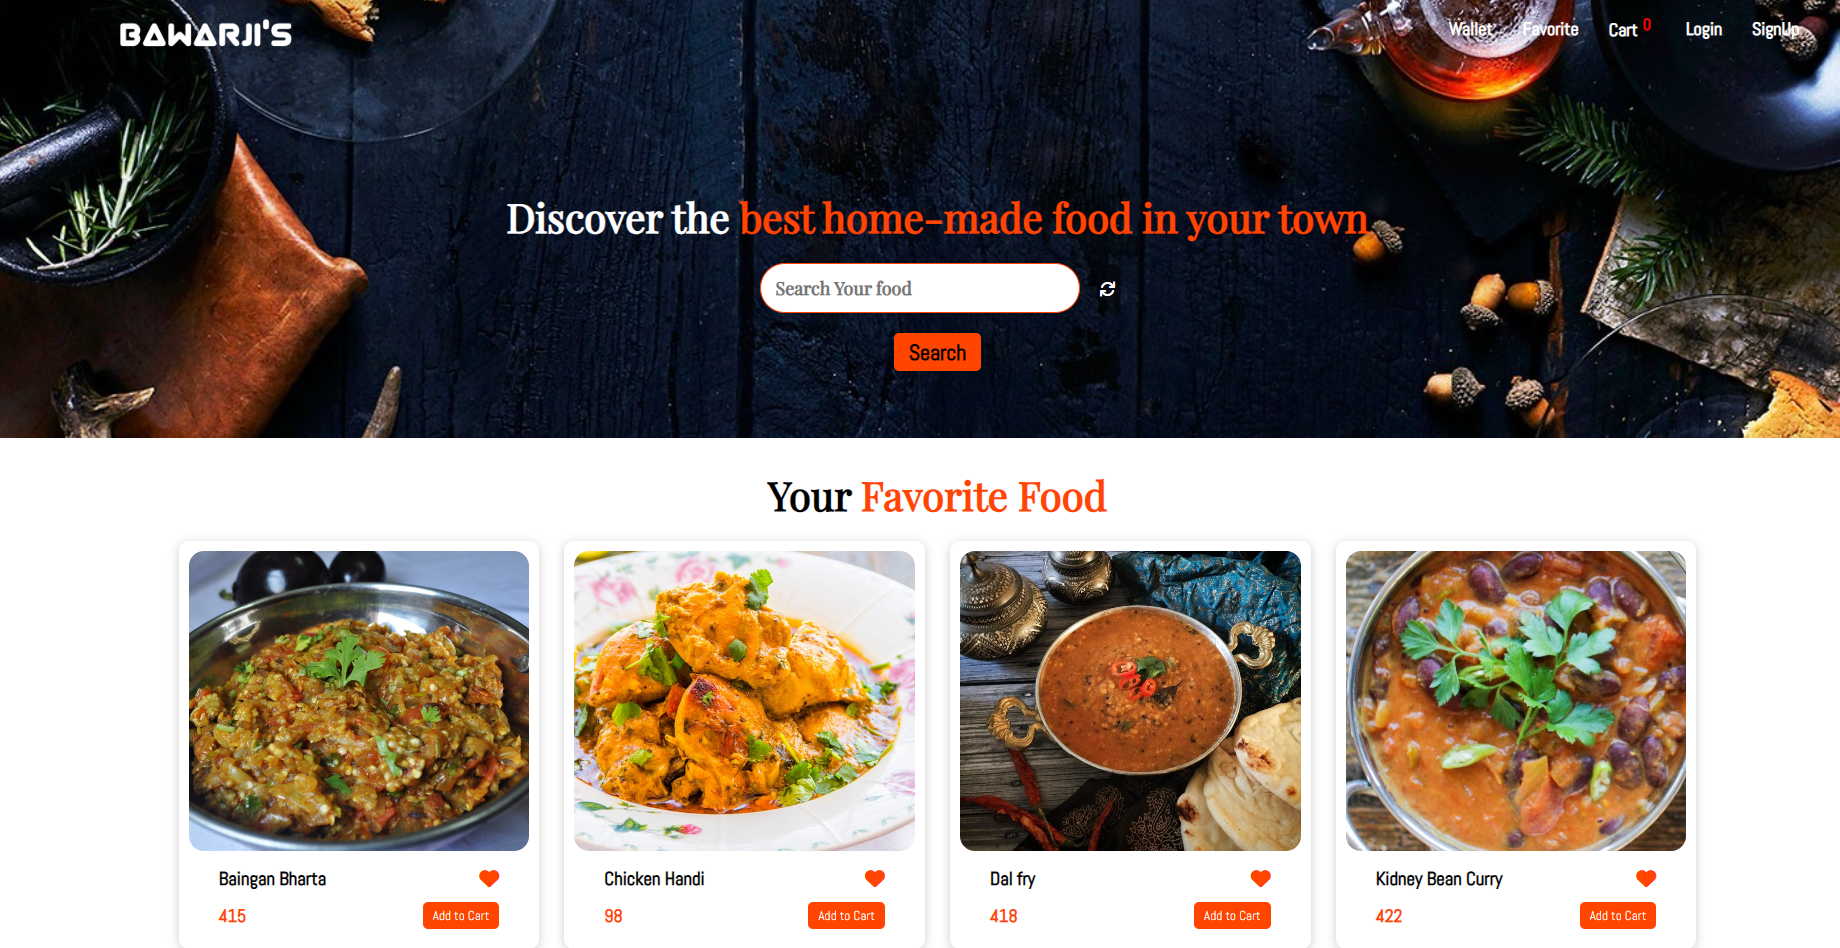 BAWARJI'S
Wallet Favorite Cart 0 Login SignUp
Discover the best home-made food in your town
Search Your food
Search
Your Favorite Food
Baingan Bharta
415 Add to Cart
Chicken Handi
98 Add to Cart
Dal fry
418 Add to Cart
Kidney Bean Curry
422 Add to Cart